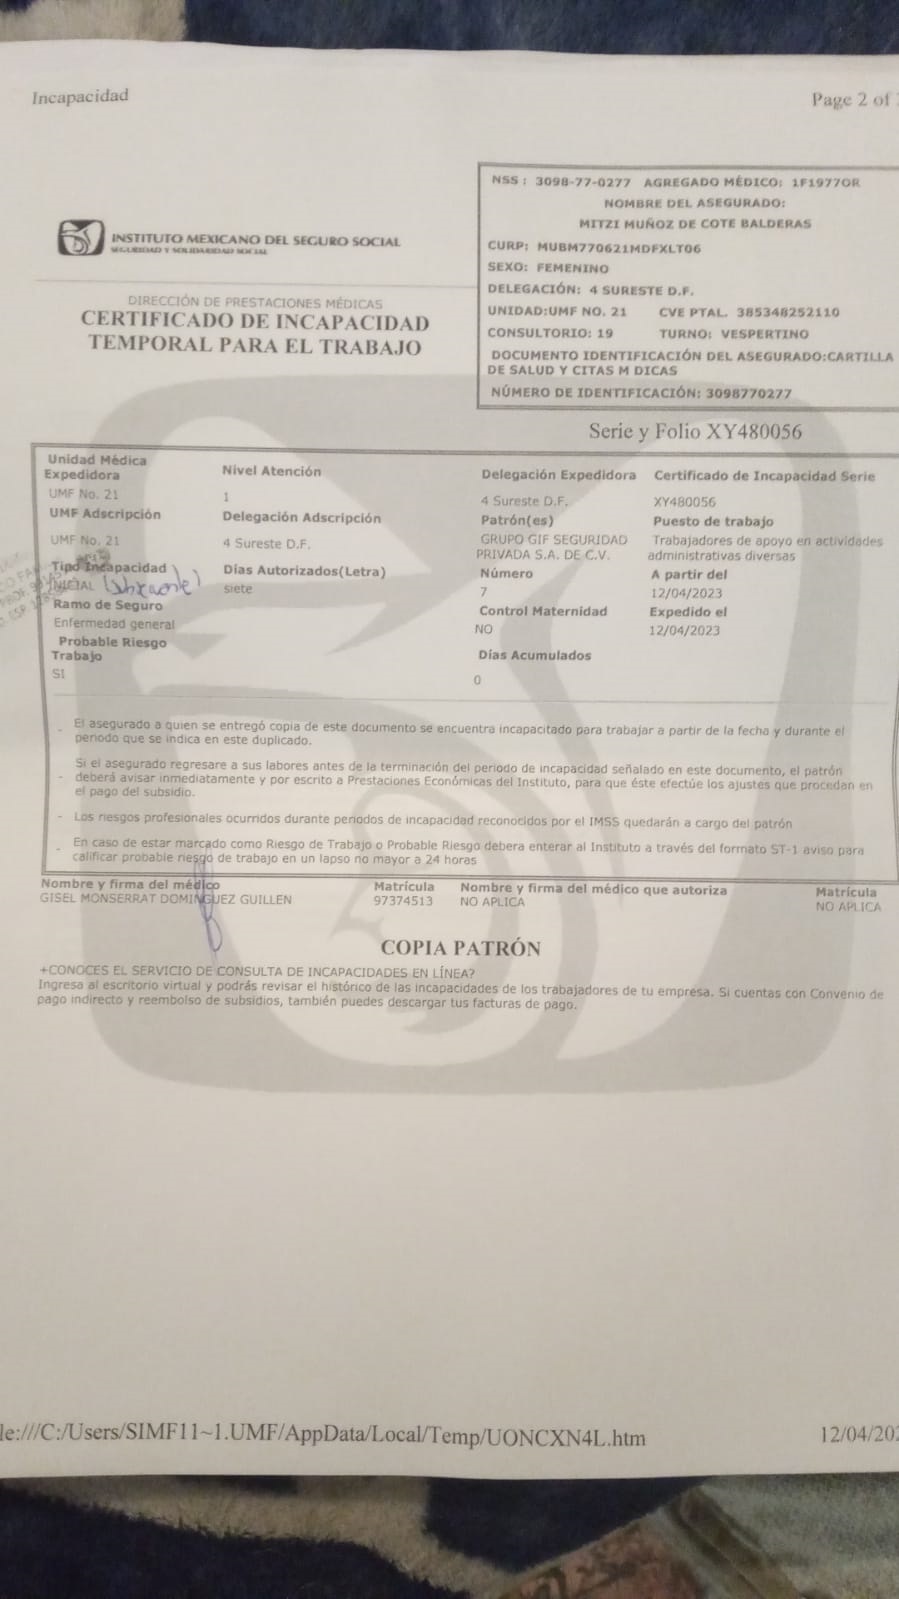 Incapacidad
Page 2 of
INSTITUTO MEXICANO DEL SEGURO SOCIAL
SEGURIDAD Y SOLIDARIDAD SOCIAL
DIRECCIÓN DE PRESTACIONES MÉDICAS
CERTIFICADO DE INCAPACIDAD
TEMPORAL PARA EL TRABAJO
NSS : 3098-77-0277 AGREGADO MÉDICO: 1F1977OR
NOMBRE DEL ASEGURADO:
MITZI MUÑOZ DE COTE BALDERAS
CURP: MUBM770621MDFXLT06
SEXO: FEMENINO
DELEGACIÓN: 4 SURESTE D.F.
UNIDAD:UMF NO. 21 CVE PTAL. 385348252110
CONSULTORIO: 19 TURNO: VESPERTINO
DOCUMENTO IDENTIFICACIÓN DEL ASEGURADO:CARTILLA
DE SALUD Y CITAS M DICAS
NÚMERO DE IDENTIFICACIÓN: 3098770277
Serie y Folio XY480056
Unidad Médica
Expedidora
Nivel Atención
Delegación Expedidora
Certificado de Incapacidad Serie
UMF No. 21
1
4 Sureste D.F.
XY480056
UMF Adscripción
Delegación Adscripción
Patrón(es)
Puesto de trabajo
UMF No. 21
4 Sureste D.F.
GRUPO GIF SEGURIDAD
PRIVADA S.A. DE C.V.
Trabajadores de apoyo en actividades
administrativas diversas
Tipo Incapacidad
Días Autorizados(Letra)
Número
A partir del
INICIAL
siete
7
12/04/2023
Ramo de Seguro
Control Maternidad
Expedido el
Enfermedad general
NO
12/04/2023
Probable Riesgo
Trabajo
Días Acumulados
SI
0
- El asegurado a quien se entregó copia de este documento se encuentra incapacitado para trabajar a partir de la fecha y durante el
periodo que se indica en este duplicado.
Si el asegurado regresare a sus labores antes de la terminación del periodo de incapacidad señalado en este documento, el patrón
- deberá avisar inmediatamente y por escrito a Prestaciones Económicas del Instituto, para que éste efectúe los ajustes que procedan en
el pago del subsidio.
- Los riesgos profesionales ocurridos durante periodos de incapacidad reconocidos por el IMSS quedarán a cargo del patrón
- En caso de estar marcado como Riesgo de Trabajo o Probable Riesgo debera enterar al Instituto a través del formato ST-1 aviso para
calificar probable riesgo de trabajo en un lapso no mayor a 24 horas
Nombre y firma del médico
Matrícula
Nombre y firma del médico que autoriza
Matrícula
GISEL MONSERRAT DOMINGUEZ GUILLEN
97374513
NO APLICA
NO APLICA
COPIA PATRÓN
+CONOCES EL SERVICIO DE CONSULTA DE INCAPACIDADES EN LÍNEA?
Ingresa al escritorio virtual y podrás revisar el histórico de las incapacidades de los trabajadores de tu empresa. Si cuentas con Convenio de
pago indirecto y reembolso de subsidios, también puedes descargar tus facturas de pago.
le:///C:/Users/SIMF11~1.UMF/AppData/Local/Temp/UONCXN4L.htm
12/04/202